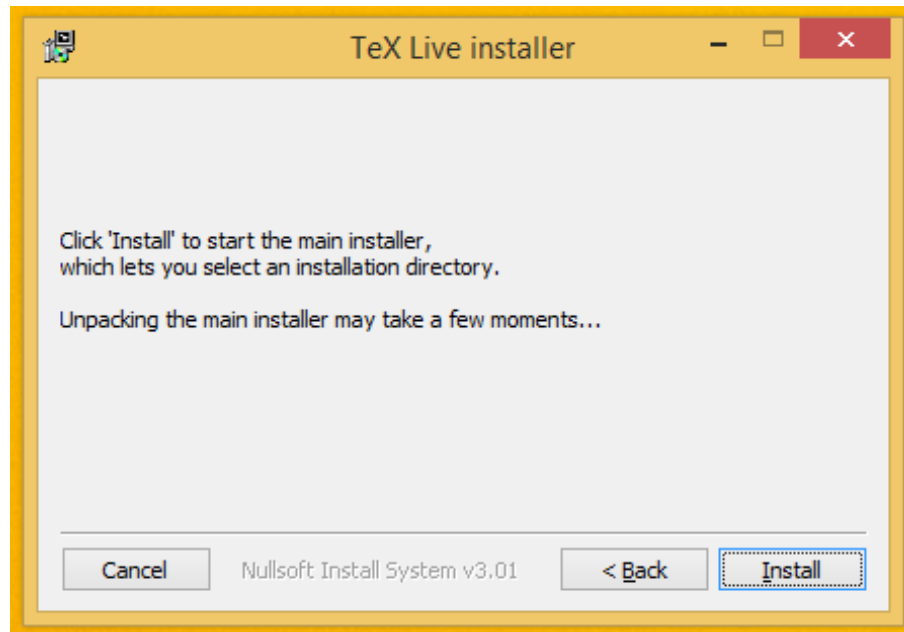 TeX Live installer
Click 'Install' to start the main installer,
which lets you select an installation directory.
Unpacking the main installer may take a few moments...
Cancel
Nullsoft Install System v3.01
< Back
Install